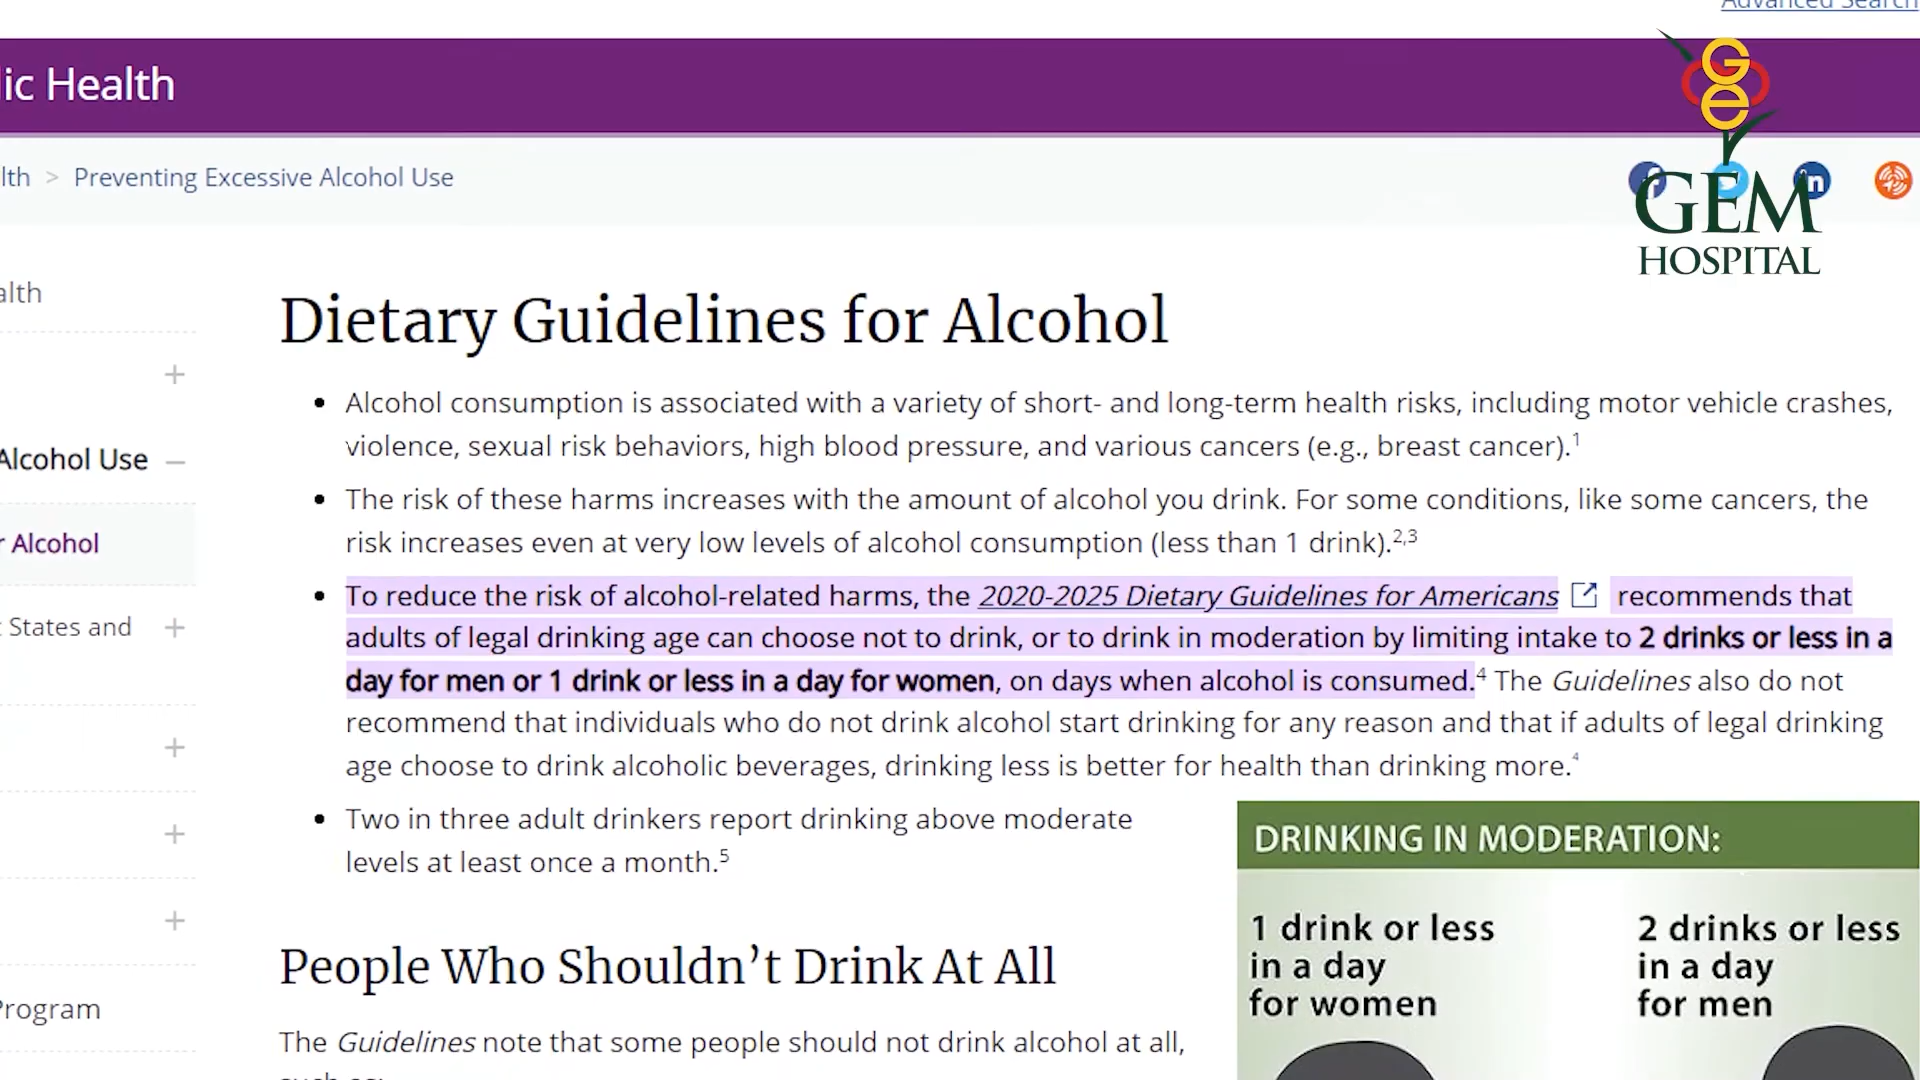 Advanced Search
lic Health
lth > Preventing Excessive Alcohol Use
GEM
HOSPITAL
alth
Alcohol Use
r Alcohol
States and
Program
Dietary Guidelines for Alcohol
• Alcohol consumption is associated with a variety of short- and long-term health risks, including motor vehicle crashes,
violence, sexual risk behaviors, high blood pressure, and various cancers (e.g., breast cancer).1
• The risk of these harms increases with the amount of alcohol you drink. For some conditions, like some cancers, the
risk increases even at very low levels of alcohol consumption (less than 1 drink).2,3
• To reduce the risk of alcohol-related harms, the 2020-2025 Dietary Guidelines for Americans recommends that
adults of legal drinking age can choose not to drink, or to drink in moderation by limiting intake to 2 drinks or less in a
day for men or 1 drink or less in a day for women, on days when alcohol is consumed.4 The Guidelines also do not
recommend that individuals who do not drink alcohol start drinking for any reason and that if adults of legal drinking
age choose to drink alcoholic beverages, drinking less is better for health than drinking more.4
• Two in three adult drinkers report drinking above moderate
levels at least once a month.5
People Who Shouldn’t Drink At All
The Guidelines note that some people should not drink alcohol at all,
DRINKING IN MODERATION:
1 drink or less
in a day
for women
2 drinks or less
in a day
for men